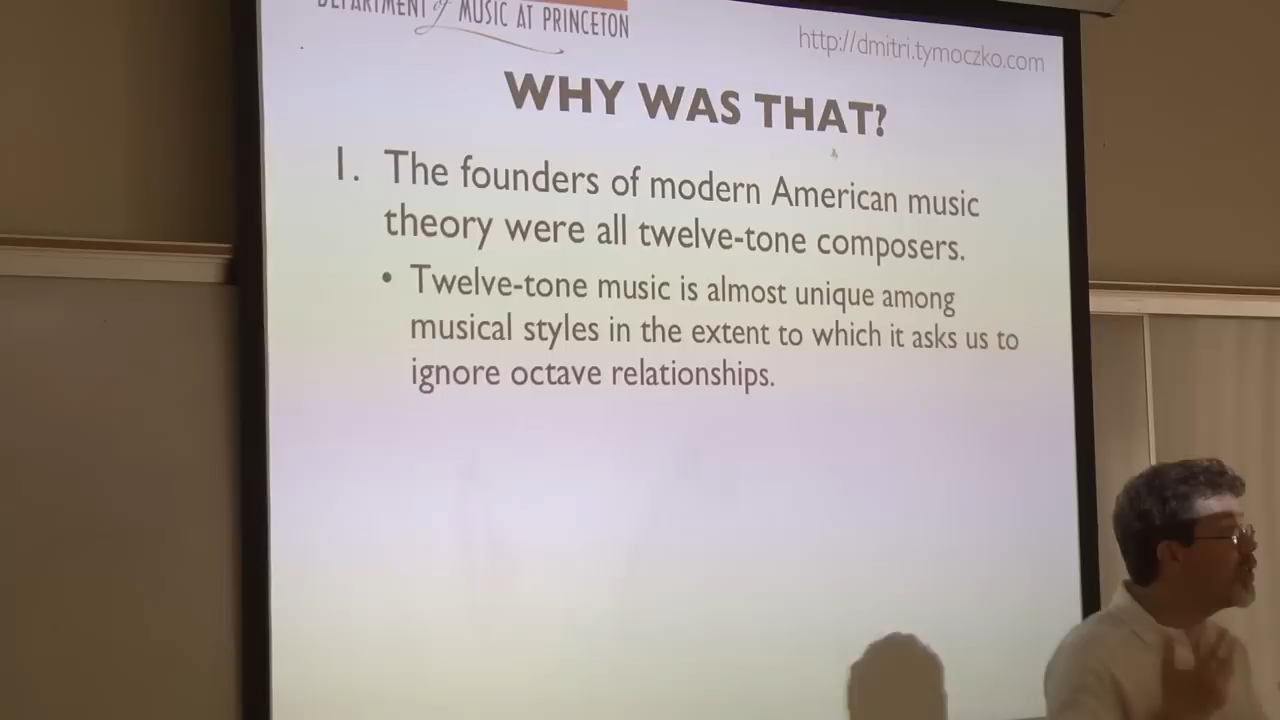 DEPARTMENT of MUSIC AT PRINCETON
http://dmitri.tymoczko.com
WHY WAS THAT?
1. The founders of modern American music
theory were all twelve-tone composers.
• Twelve-tone music is almost unique among
musical styles in the extent to which it asks us to
ignore octave relationships.